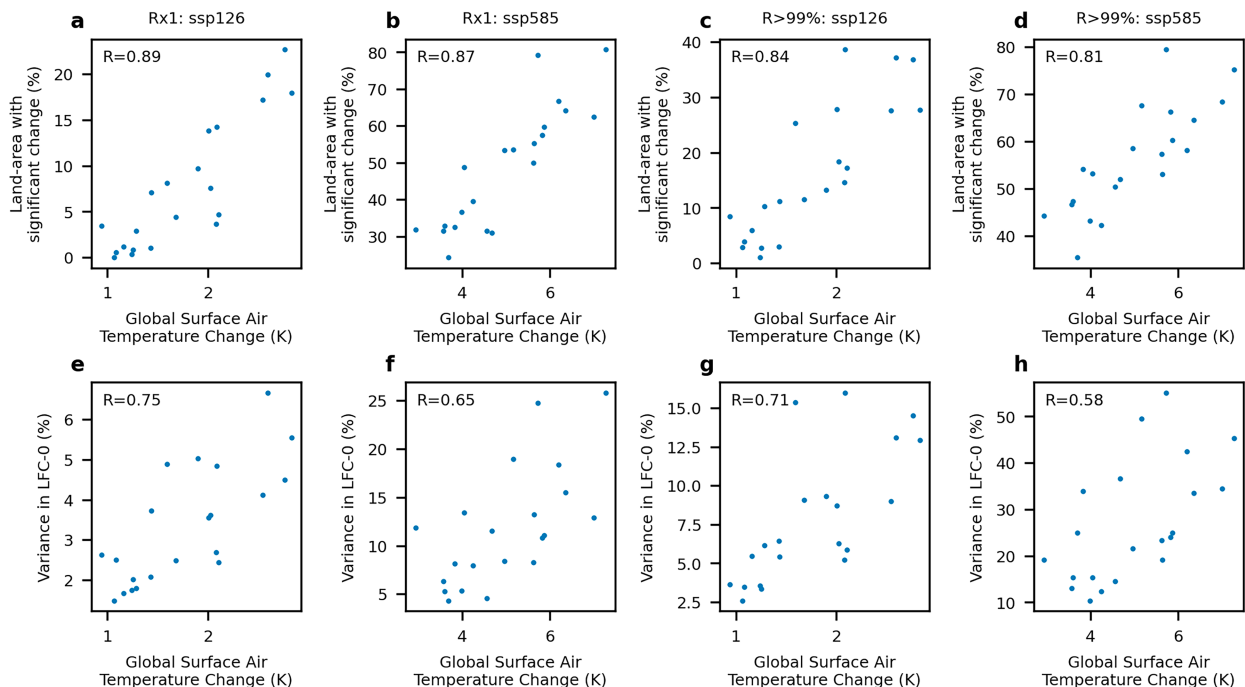 a Rx1: ssp126
R=0.89
Land-area with
significant change (%)
20
15
10
5
0
1 2
Global Surface Air
Temperature Change (K)
b Rx1: ssp585
R=0.87
80
70
60
50
40
30
4 6
Global Surface Air
Temperature Change (K)
c R>99%: ssp126
R=0.84
Land-area with
significant change (%)
40
30
20
10
0
1 2
Global Surface Air
Temperature Change (K)
d R>99%: ssp585
R=0.81
Land-area with
significant change (%)
80
70
60
50
40
4 6
Global Surface Air
Temperature Change (K)
e
R=0.75
Variance in LFC-0 (%)
6
5
4
3
2
1 2
Global Surface Air
Temperature Change (K)
f
R=0.65
Variance in LFC-0 (%)
25
20
15
10
5
4 6
Global Surface Air
Temperature Change (K)
g
R=0.71
Variance in LFC-0 (%)
15.0
12.5
10.0
7.5
5.0
2.5
1 2
Global Surface Air
Temperature Change (K)
h
R=0.58
Variance in LFC-0 (%)
50
40
30
20
10
4 6
Global Surface Air
Temperature Change (K)
Land-area with
significant change (%)